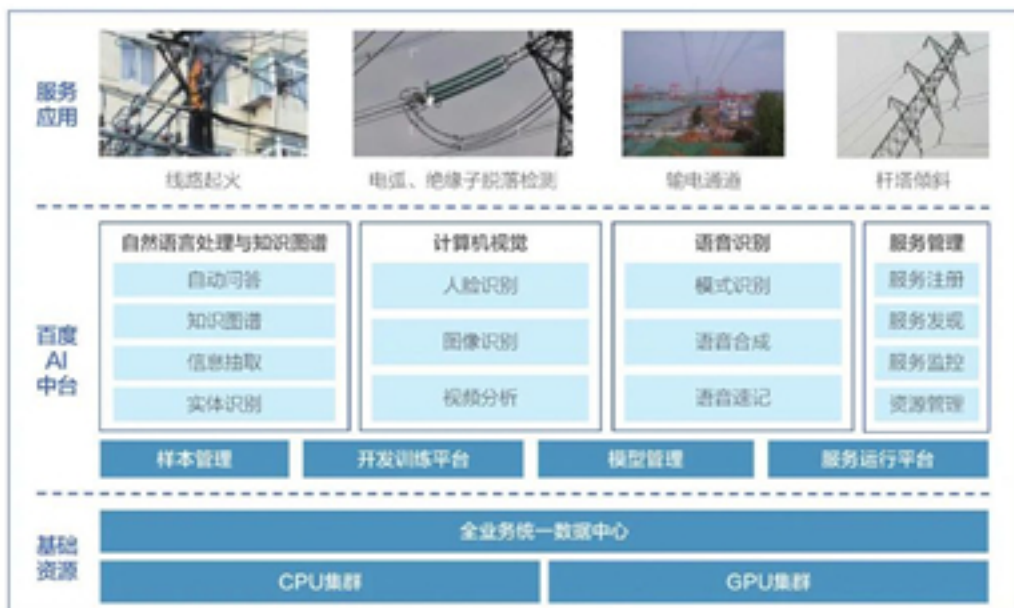 服务
应用
线路起火
电弧、绝缘子脱落检测
输电通道
杆塔倾斜
百度
AI
中台
自然语言处理与知识图谱
自动问答
知识图谱
信息抽取
实体识别
计算机视觉
人脸识别
图像识别
视频分析
语音识别
模式识别
语音合成
语音速记
服务管理
服务注册
服务发现
服务监控
资源管理
样本管理
开发训练平台
模型管理
服务运行平台
基础
资源
全业务统一数据中心
CPU集群
GPU集群